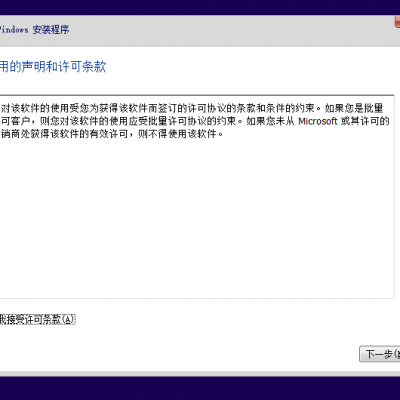 Windows 安装程序
用的声明和许可条款
对该软件的使用受您为获得该软件而签订的许可协议的条款和条件的约束。如果您是批量
可客户，则您对该软件的使用应受批量许可协议的约束。如果您未从 Microsoft 或其许可的
销商处获得该软件的有效许可，则不得使用该软件。
我接受许可条款(A)
下一步(